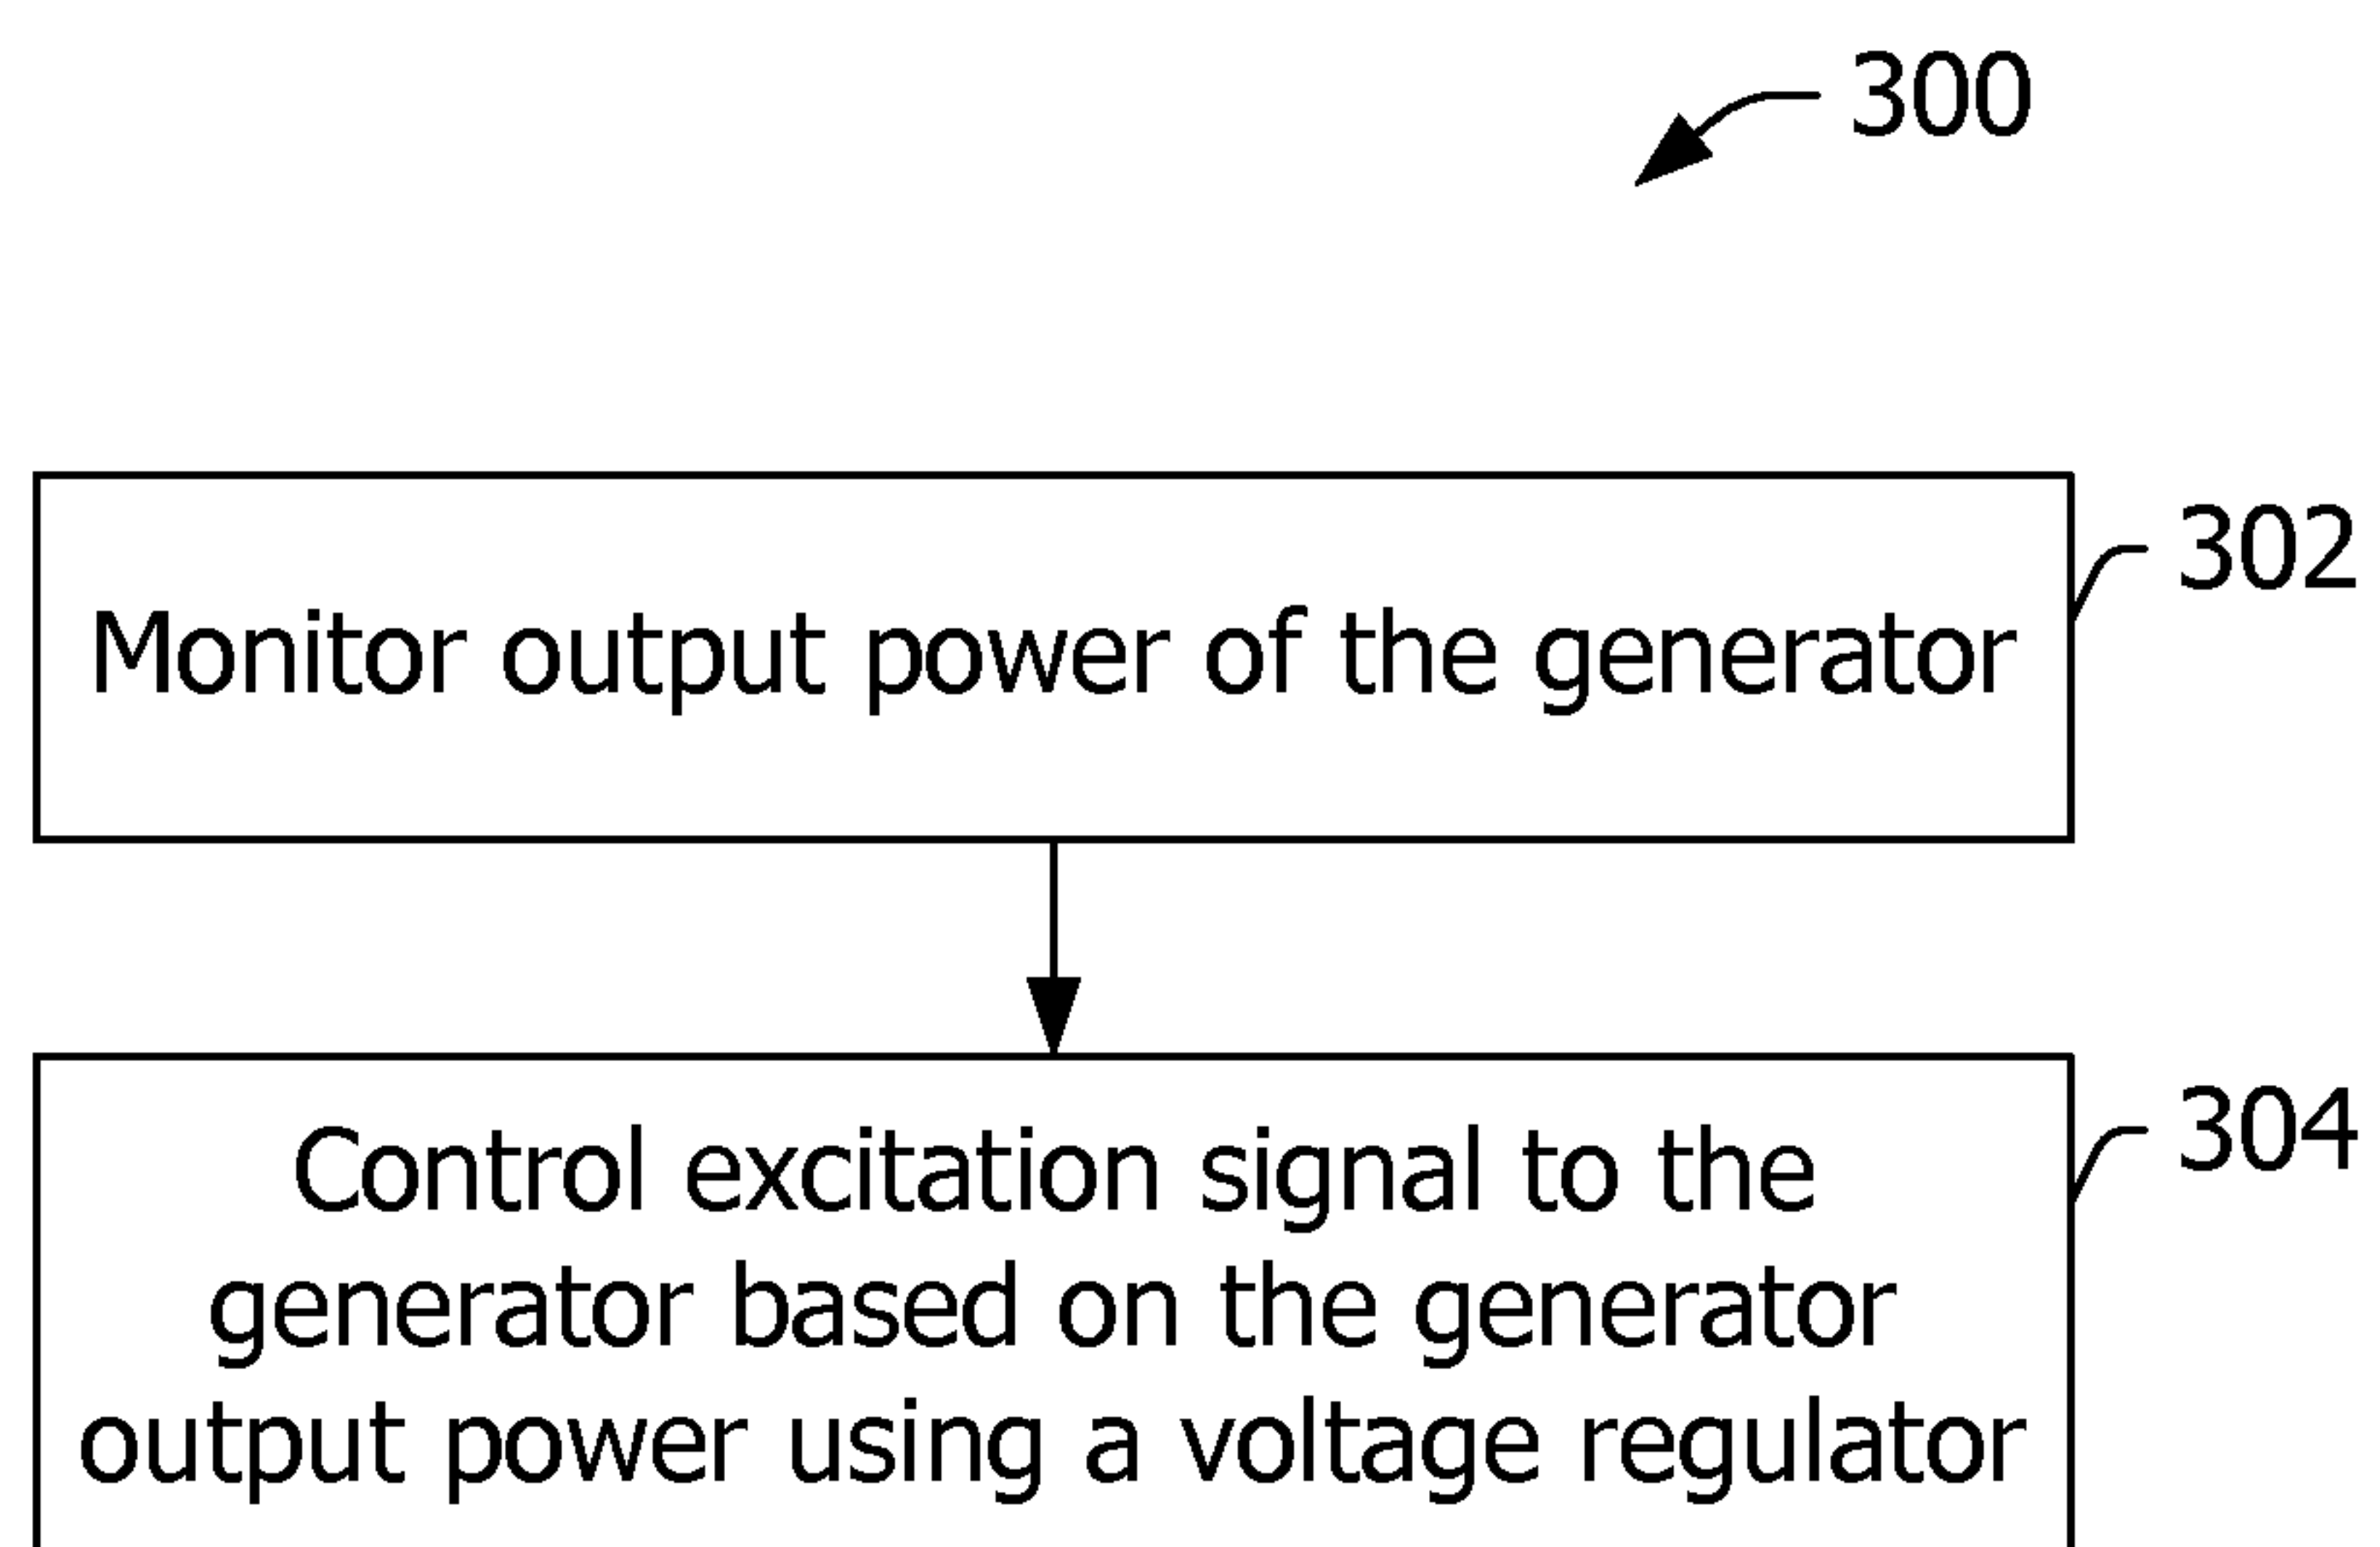 300
302
Monitor output power of the generator
304
Control excitation signal to the
generator based on the generator
output power using a voltage regulator